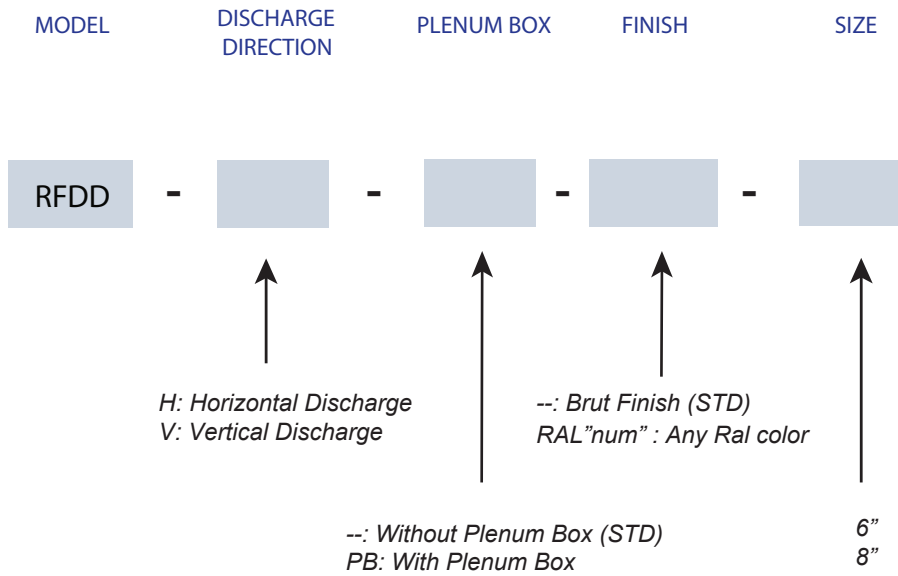 MODEL
DISCHARGE
DIRECTION
PLENUM BOX
FINISH
SIZE
RFDD - - - -
H: Horizontal Discharge
V: Vertical Discharge
--: Brut Finish (STD)
RAL”num” : Any Ral color
--: Without Plenum Box (STD)
PB: With Plenum Box
6”
8”